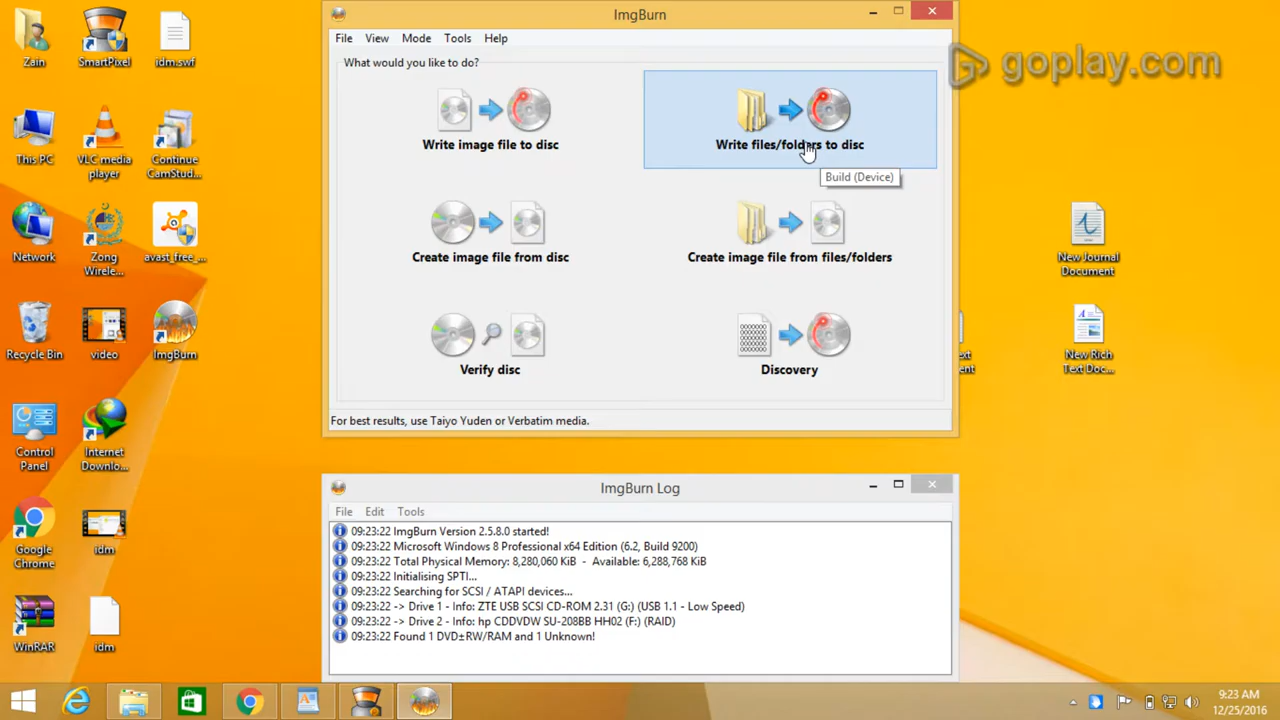 ImgBurn
File View Mode Tools Help
goplay.com
What would you like to do?
Write image file to disc
Write files/folders to disc
Build (Device)
Create image file from disc
Create image file from files/folders
Verify disc
Discovery
For best results, use Taiyo Yuden or Verbatim media.
ImgBurn Log
File Edit Tools
09:23:22 ImgBurn Version 2.5.8.0 started!
09:23:22 Microsoft Windows 8 Professional x64 Edition (6.2, Build 9200)
09:23:22 Total Physical Memory: 8,280,060 KiB - Available: 6,288,768 KiB
09:23:22 Initialising SPTI...
09:23:22 Searching for SCSI / ATAPI devices...
09:23:22 -> Drive 1 - Info: ZTE USB SCSI CD-ROM 2.31 (G:) (USB 1.1 - Low Speed)
09:23:22 -> Drive 2 - Info: hp CDDVDW SU-208BB HH02 (F:) (RAID)
09:23:22 Found 1 DVD±RW/RAM and 1 Unknown!
Zain
SmartPixel
idm.swf
This PC
VLC media
player
Continue
CamStud...
Network
Zong
Wirele...
avast_free_...
Recycle Bin
video
ImgBurn
Control
Panel
Internet
Downlo...
Google
Chrome
idm
WinRAR
idm
New Journal
Document
New Rich
Text Doc...
9:23 AM
12/25/2016